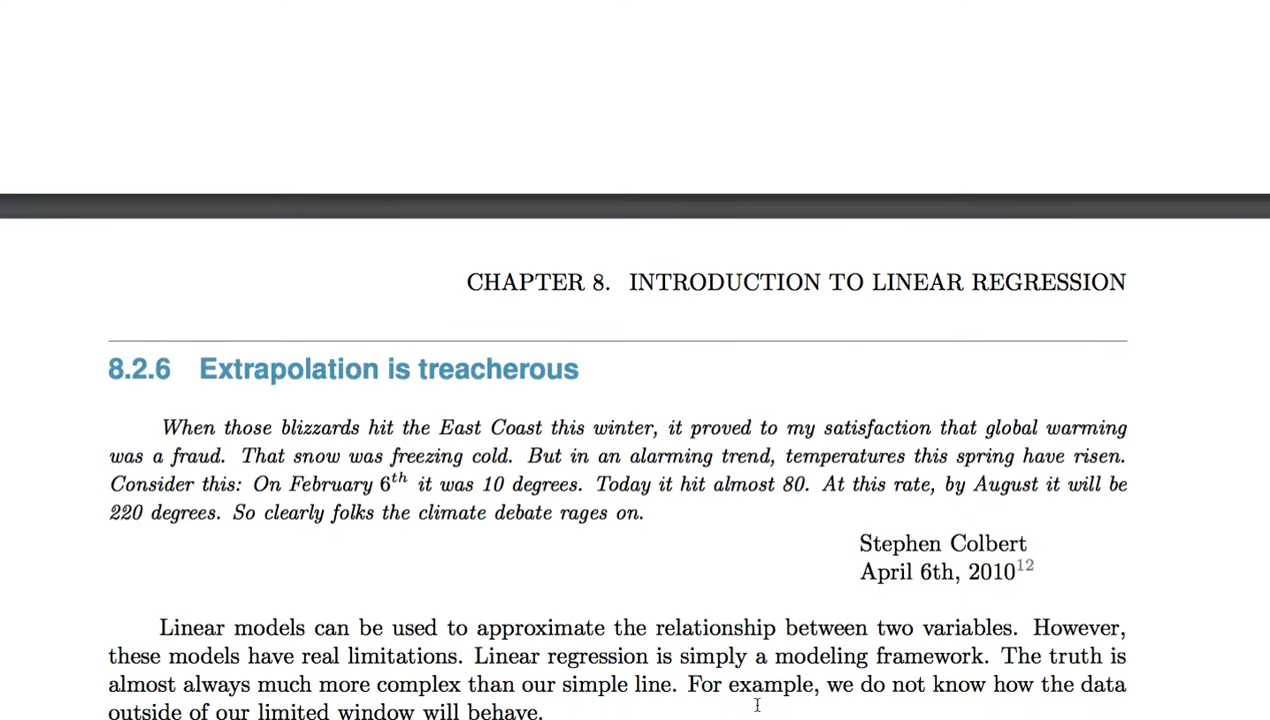 CHAPTER 8. INTRODUCTION TO LINEAR REGRESSION
8.2.6 Extrapolation is treacherous
When those blizzards hit the East Coast this winter, it proved to my satisfaction that global warming
was a fraud. That snow was freezing cold. But in an alarming trend, temperatures this spring have risen.
Consider this: On February 6th it was 10 degrees. Today it hit almost 80. At this rate, by August it will be
220 degrees. So clearly folks the climate debate rages on.
Stephen Colbert
April 6th, 201012
Linear models can be used to approximate the relationship between two variables. However,
these models have real limitations. Linear regression is simply a modeling framework. The truth is
almost always much more complex than our simple line. For example, we do not know how the data
outside of our limited window will behave.